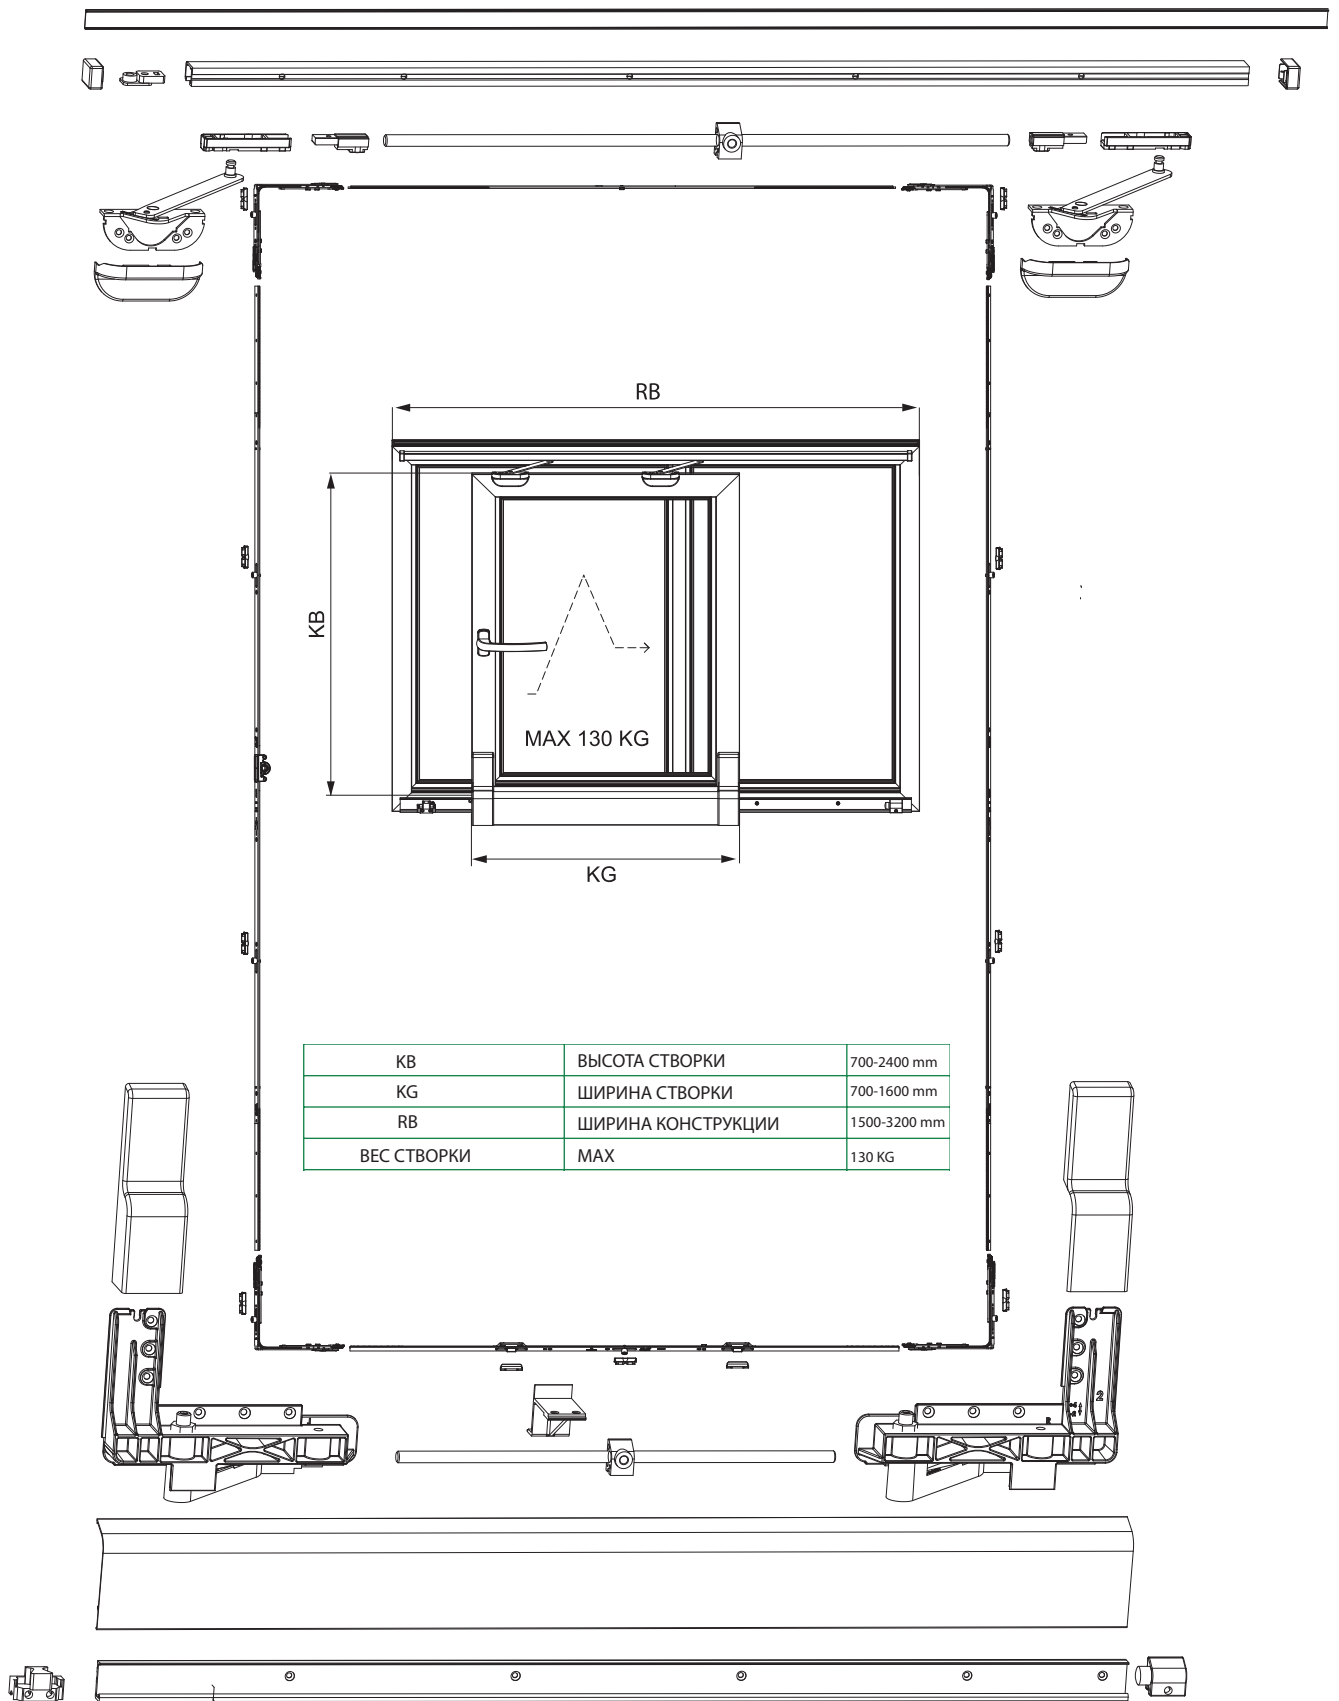 RB
KB
MAX 130 KG
KG
KB ВЫСОТА СТВОРКИ 700-2400 mm
KG ШИРИНА СТВОРКИ 700-1600 mm
RB ШИРИНА КОНСТРУКЦИИ 1500-3200 mm
ВЕС СТВОРКИ MAX 130 KG